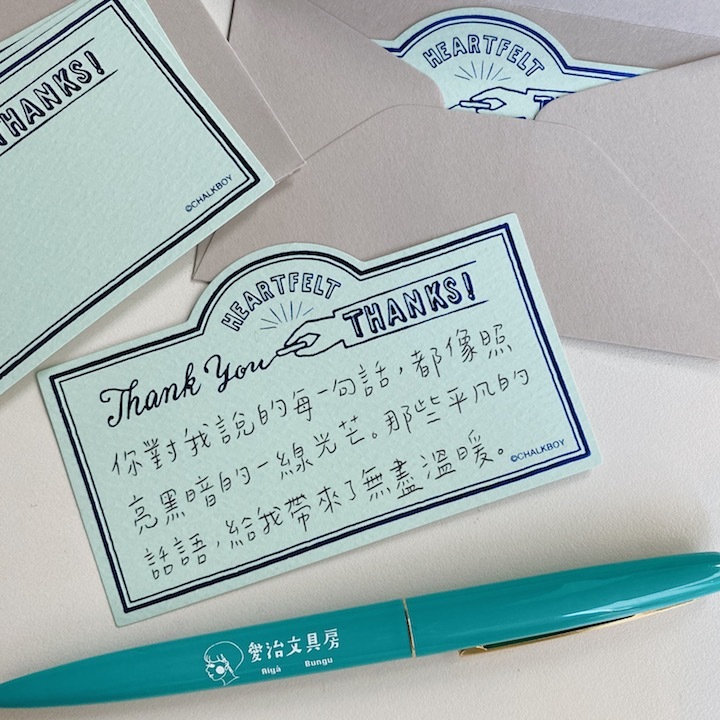 THANKS!
©CHALKBOY
HEARTFELT
HEARTFELT
THANKS!
Thank You
你對我說的每一句話，都像照
亮黑暗的一線光芒。那些平凡的
話語，給我帶來了無盡溫暖。
©CHALKBOY
愛治文具房
Aiyà Bungu